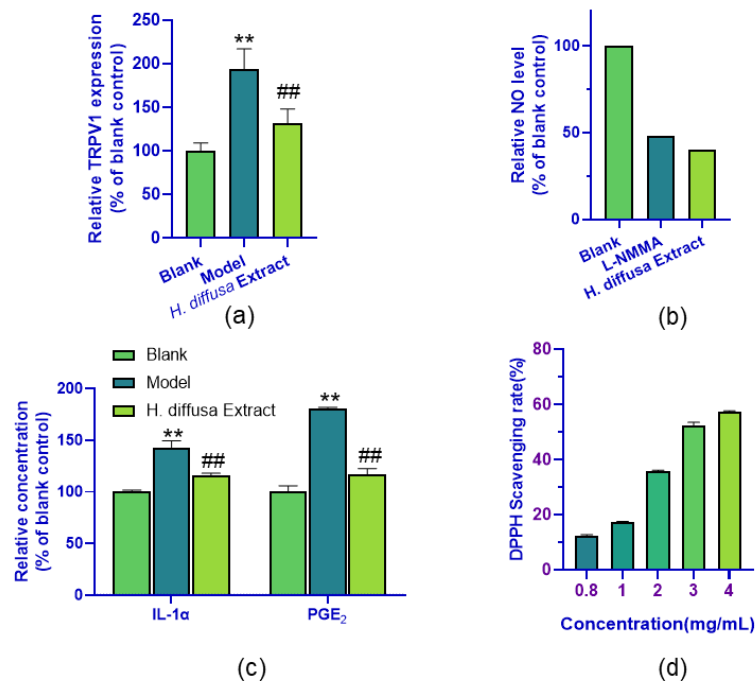 Relative TRPV1 expression
(% of blank control)
250
200
150
100
50
0
**
##
Blank
Model
H. diffusa Extract
(a)
Relative NO level
(% of blank control)
100
50
0
Blank
L-NMMA
H. diffusa Extract
(b)
Blank
Model
H. diffusa Extract
Relative concentration
(% of blank control)
200
150
100
50
0
**
##
**
##
IL-1α
PGE₂
(c)
DPPH Scavenging rate(%)
80
60
40
20
0
0.8
1
2
3
4
Concentration(mg/mL)
(d)